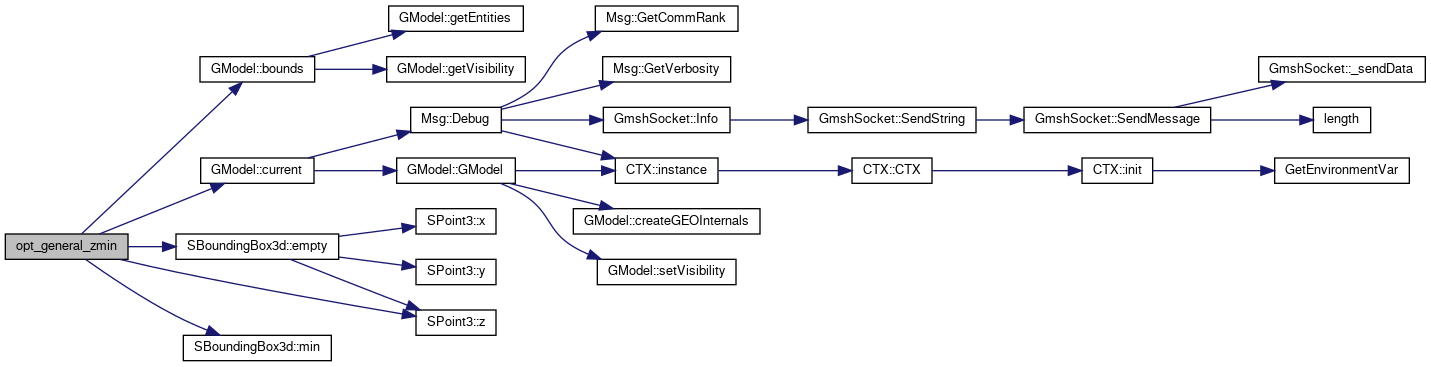 GModel::getEntities
Msg::GetCommRank
GModel::bounds
GModel::getVisibility
Msg::GetVerbosity
GmshSocket::_sendData
Msg::Debug
GmshSocket::Info
GmshSocket::SendString
GmshSocket::SendMessage
length
GModel::current
GModel::GModel
CTX::instance
CTX::CTX
CTX::init
GetEnvironmentVar
SPoint3::x
GModel::createGEOInternals
opt_general_zmin
SBoundingBox3d::empty
SPoint3::y
GModel::setVisibility
SPoint3::z
SBoundingBox3d::min